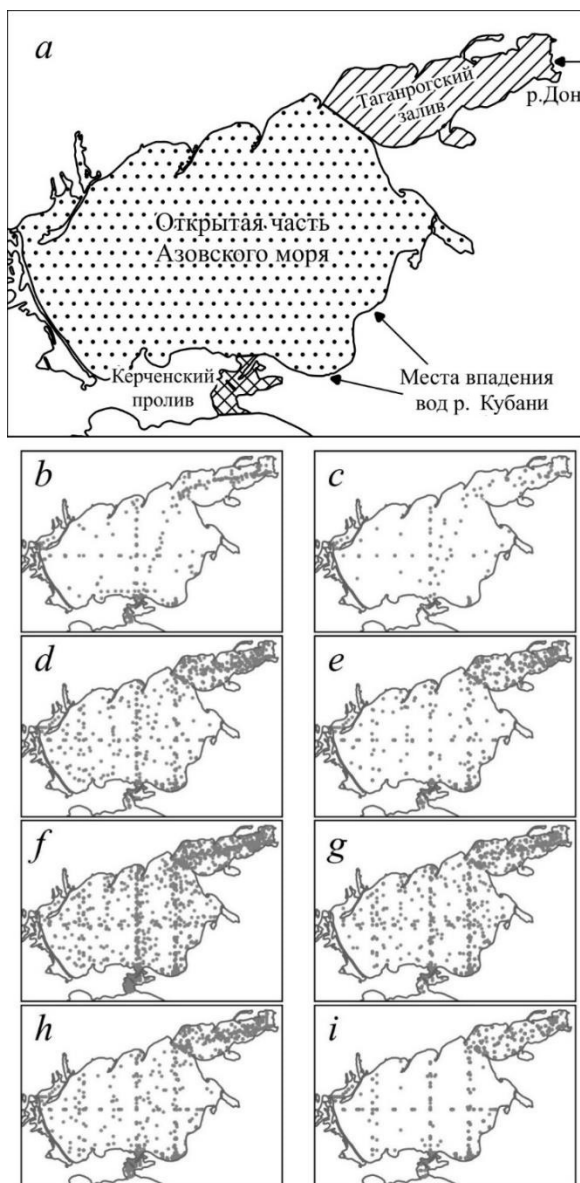 a
Таганрогский
залив
р.Дон
Открытая часть
Азовского моря
Керченский
пролив
Места впадения
вод р. Кубани
b
c
d
e
f
g
h
i